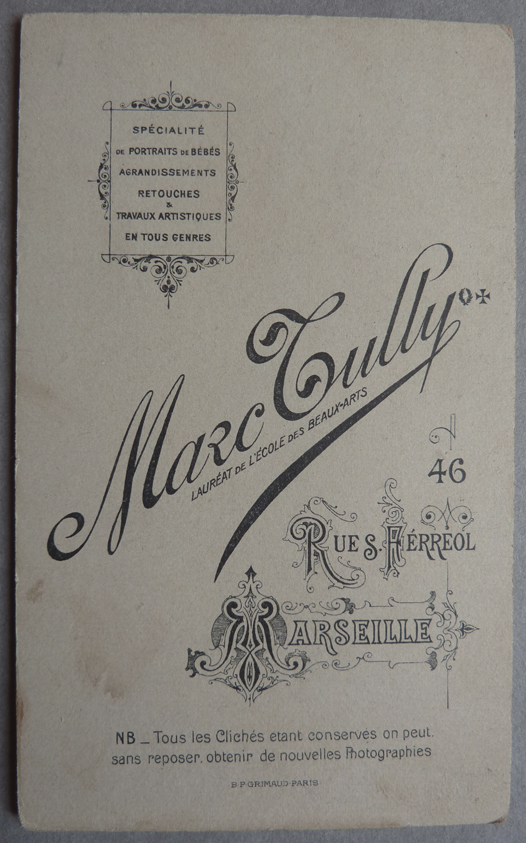 SPÉCIALITÉ
DE PORTRAITS DE BÉBÉS
AGRANDISSEMENTS
RETOUCHES
&
TRAVAUX ARTISTIQUES
EN TOUS GENRES
Marc Tully
LAURÉAT DE L'ÉCOLE DES BEAUX-ARTS
46
RUE S. FÉRRÉOL
MARSEILLE
NB _ Tous les Clichés etant conservés on peut.
sans reposer. obtenir de nouvelles Photographies
B.P. GRIMAUD-PARIS